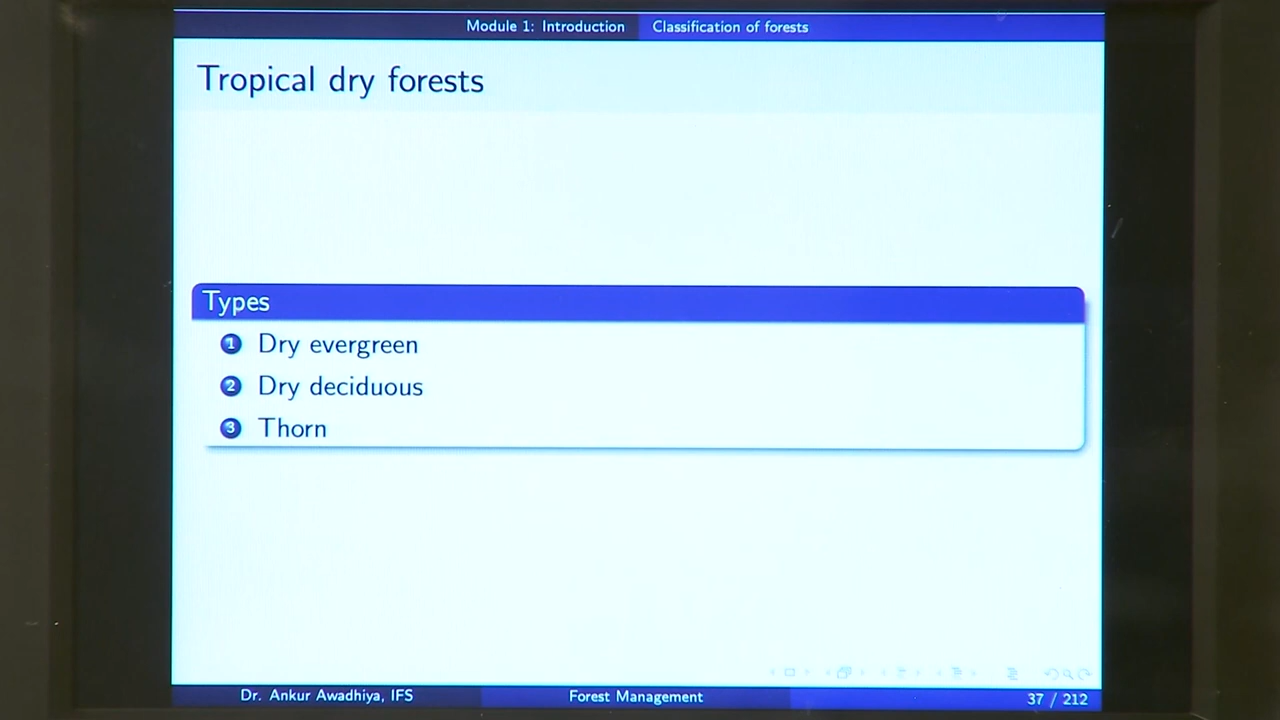 Module 1: Introduction Classification of forests
Tropical dry forests
Types
1 Dry evergreen
2 Dry deciduous
3 Thorn
Dr. Ankur Awadhiya, IFS Forest Management 37 / 212